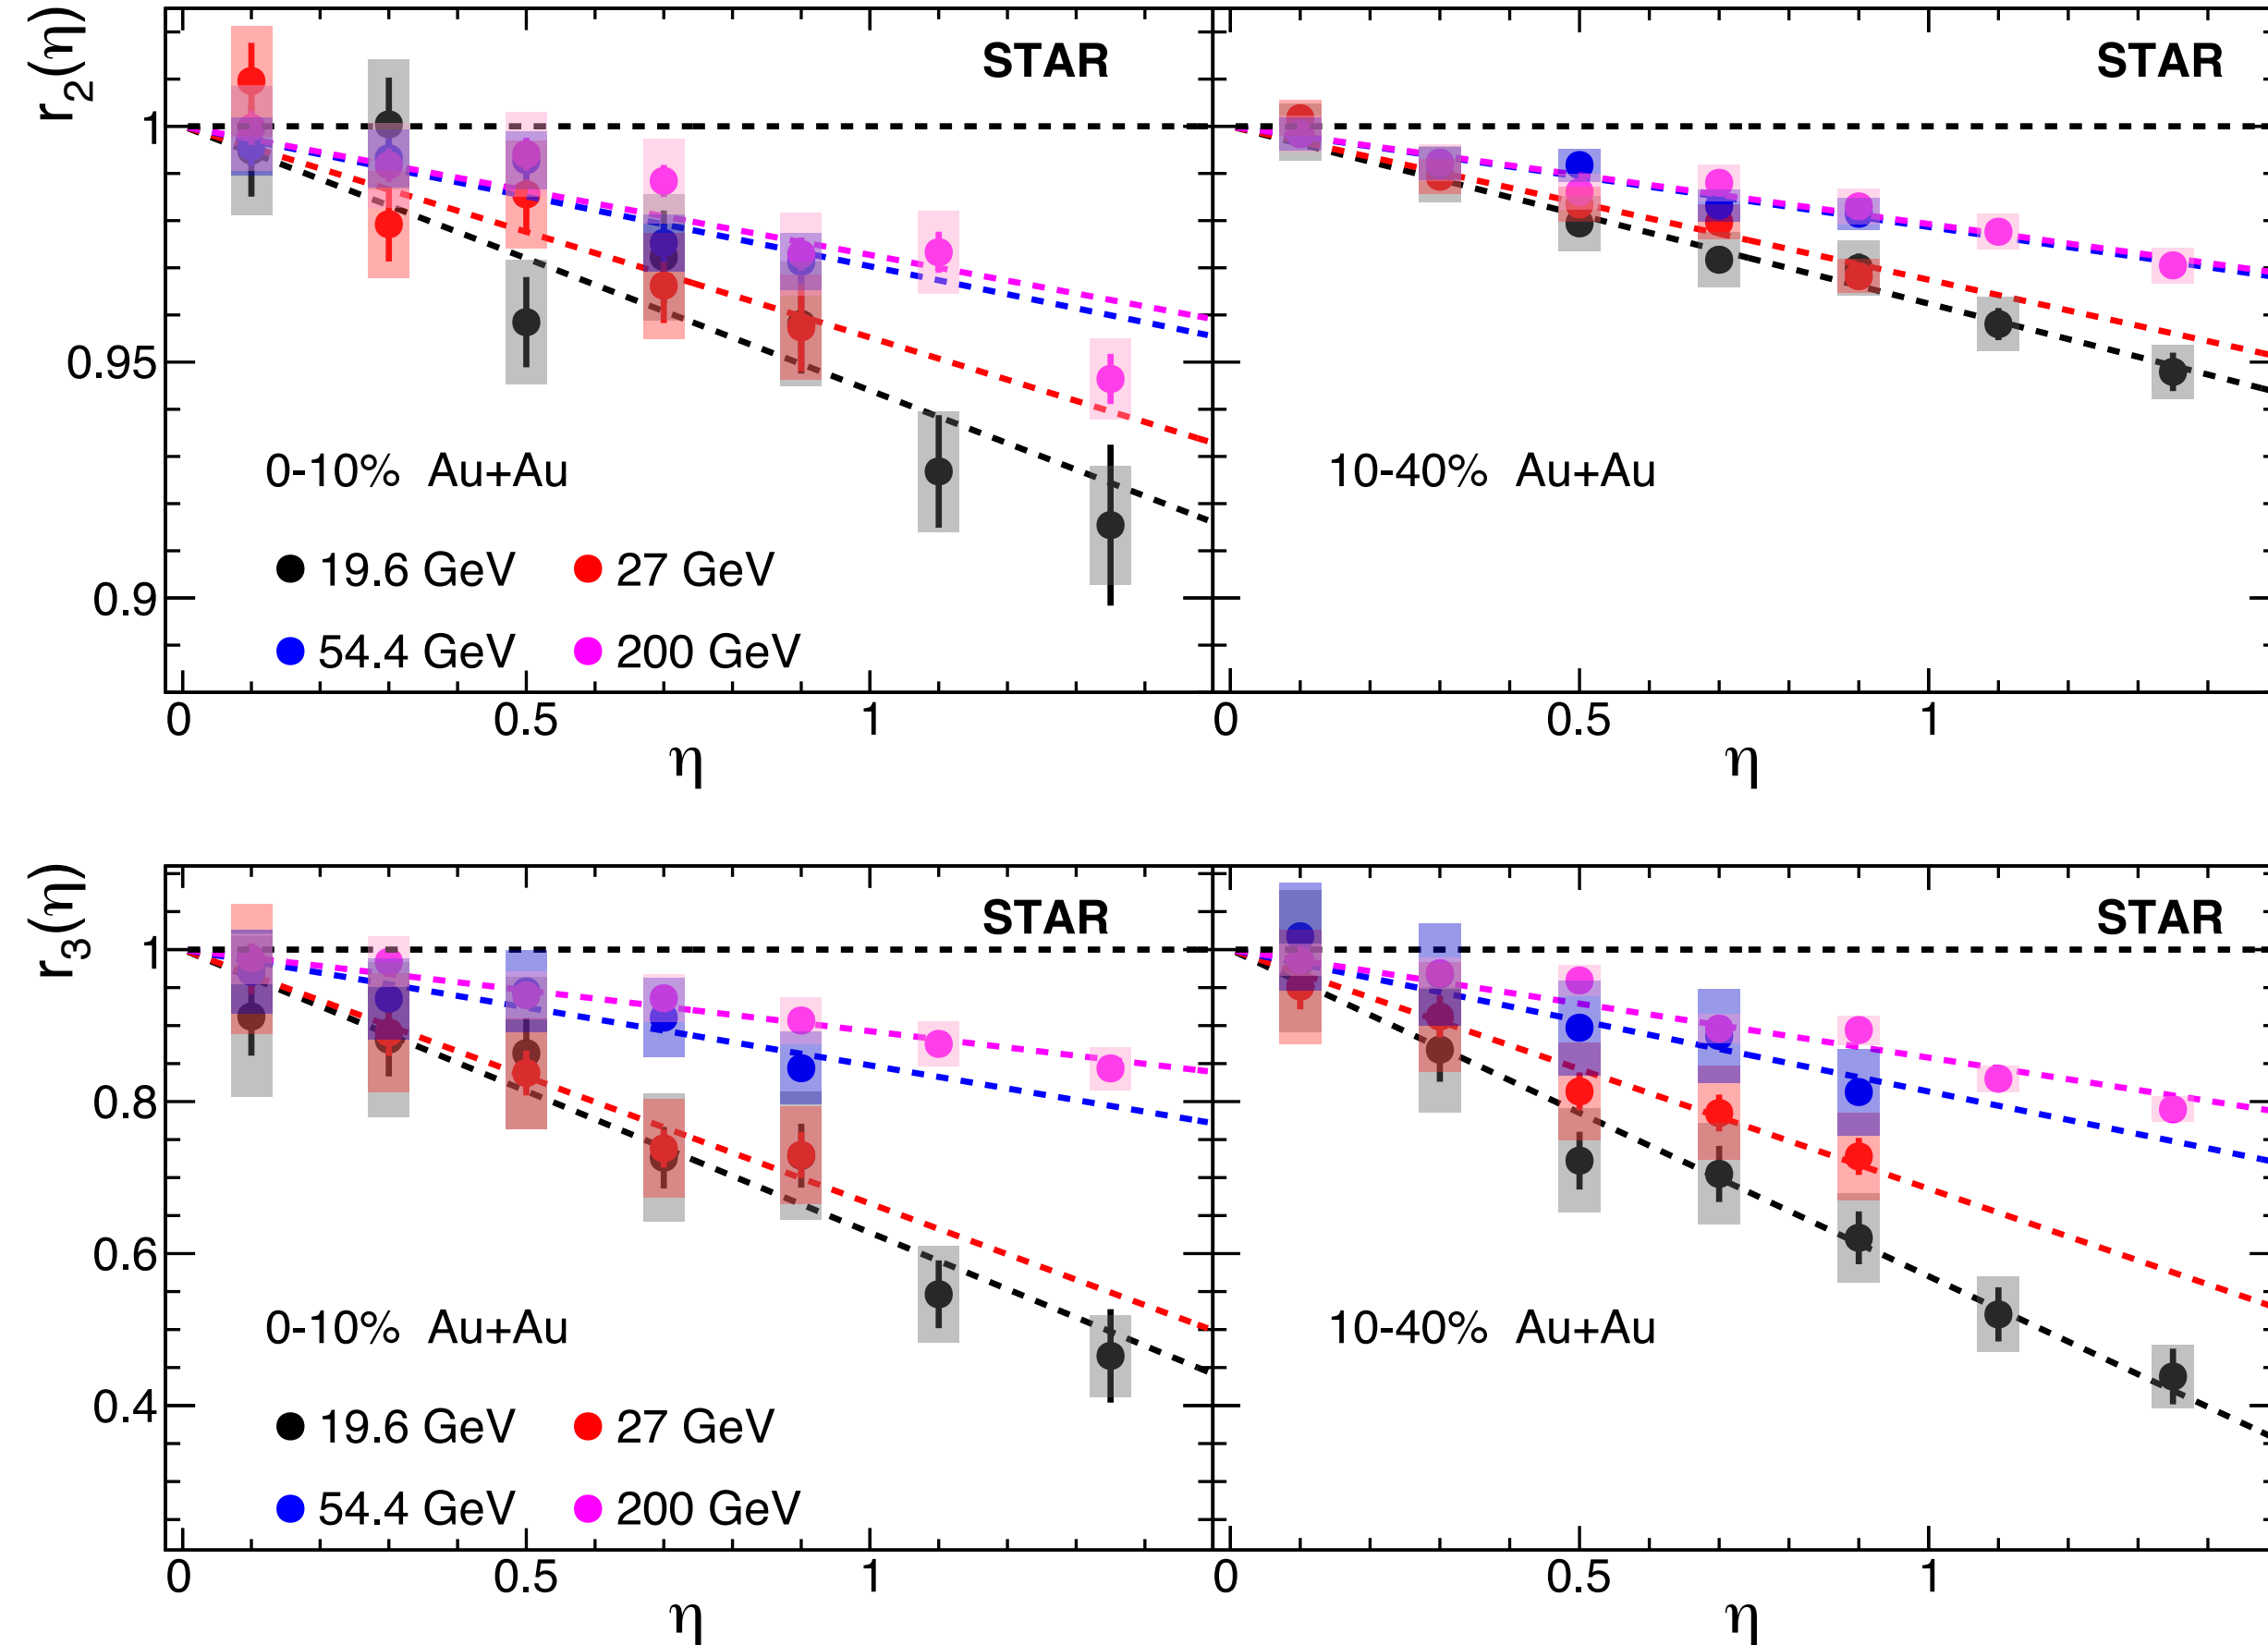 r2(η)
STAR
STAR
1
0.95
0.9
0-10% Au+Au
10-40% Au+Au
19.6 GeV
27 GeV
54.4 GeV
200 GeV
0
0.5
1
0
0.5
1
η
η
r3(η)
STAR
STAR
1
0.8
0.6
0.4
0-10% Au+Au
10-40% Au+Au
19.6 GeV
27 GeV
54.4 GeV
200 GeV
0
0.5
1
0
0.5
1
η
η